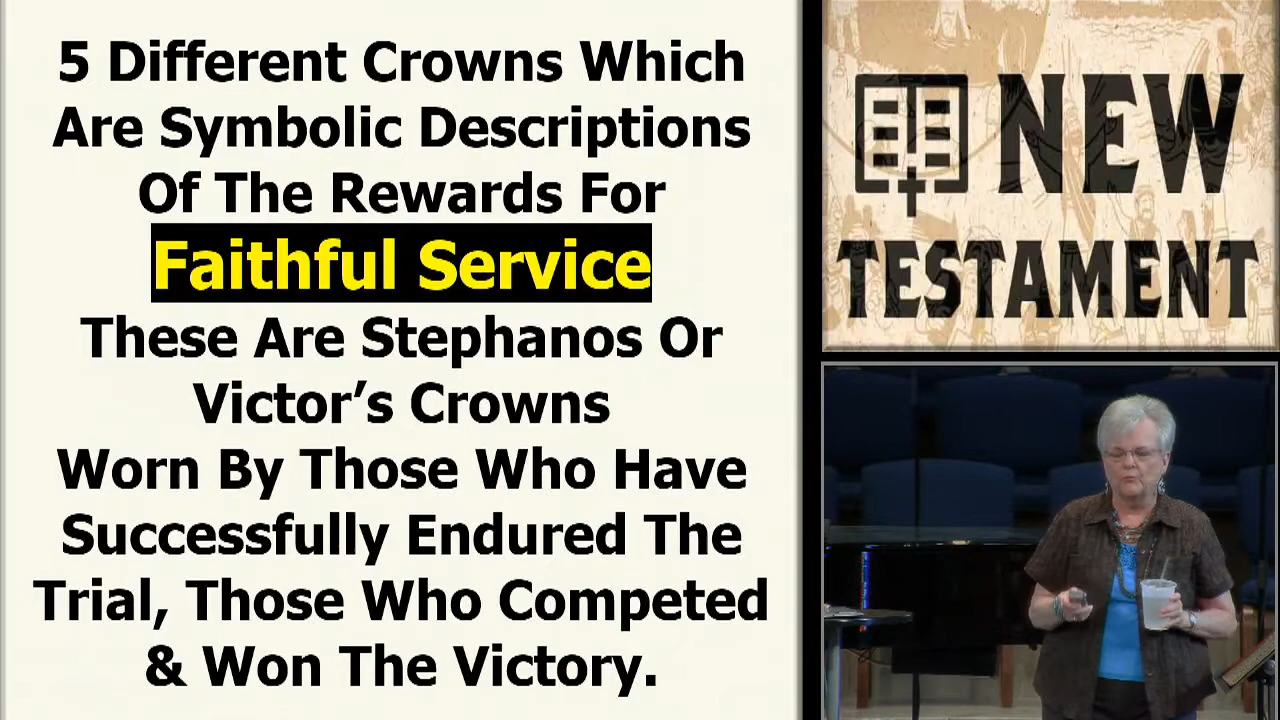 5 Different Crowns Which
Are Symbolic Descriptions
Of The Rewards For
Faithful Service
These Are Stephanos Or
Victor’s Crowns
Worn By Those Who Have
Successfully Endured The
Trial, Those Who Competed
& Won The Victory.
NEW
TESTAMENT